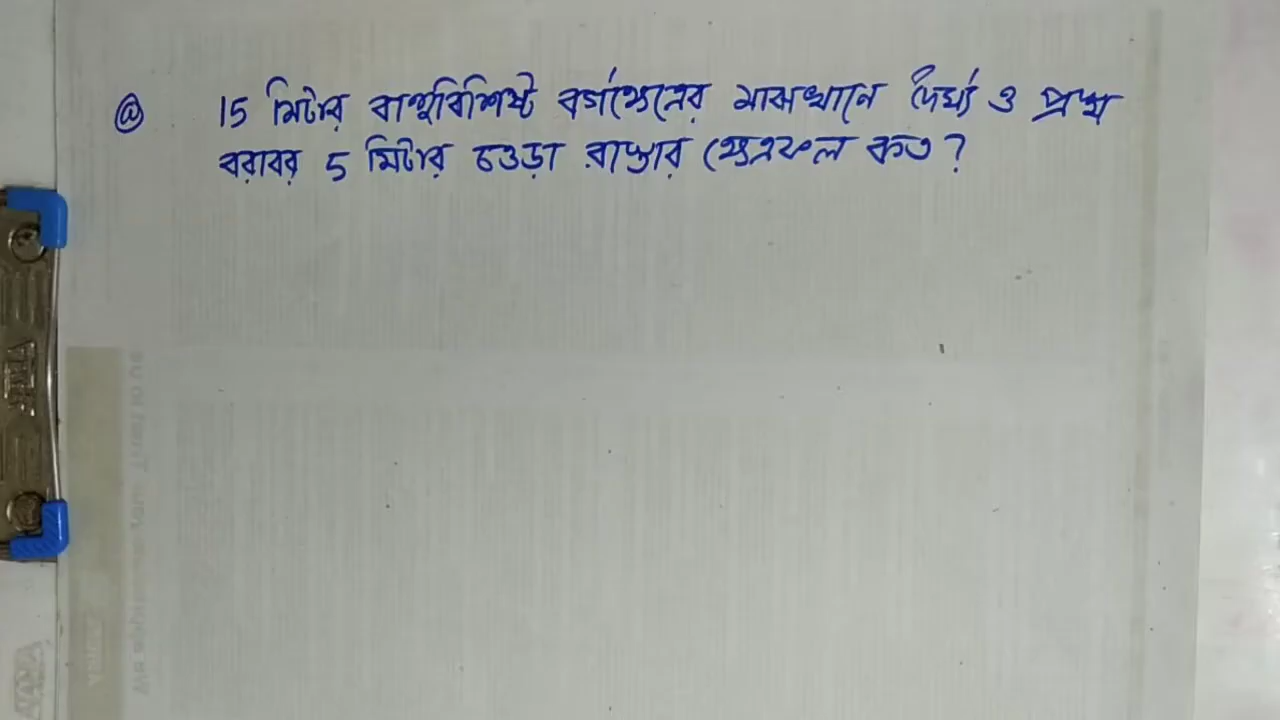 @ 15 মিটার বাহুবিশিষ্ট বর্গক্ষেত্রের মাঝখানে দৈর্ঘ্য ও প্রস্থ
বরাবর 5 মিটার চওড়া রাস্তার ক্ষেত্রফল কত?